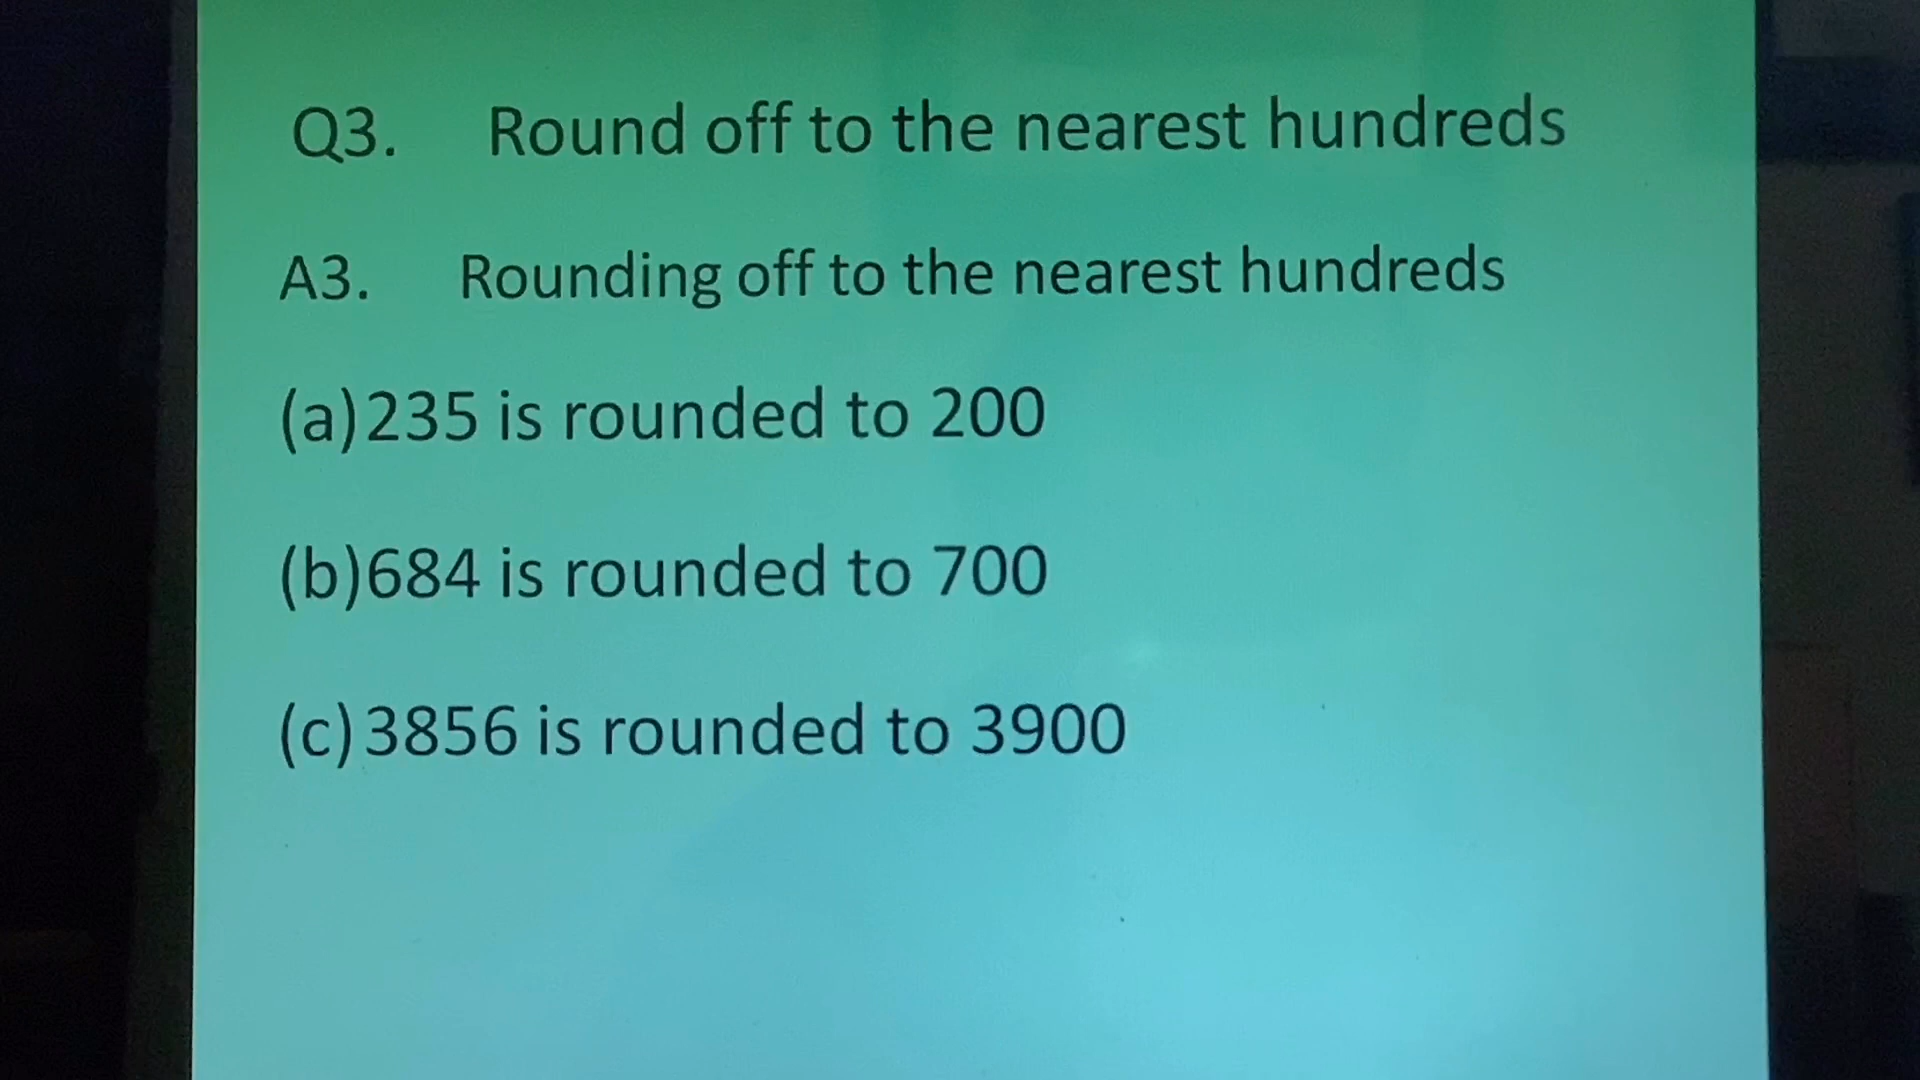 Q3. Round off to the nearest hundreds
A3. Rounding off to the nearest hundreds
(a) 235 is rounded to 200
(b) 684 is rounded to 700
(c) 3856 is rounded to 3900